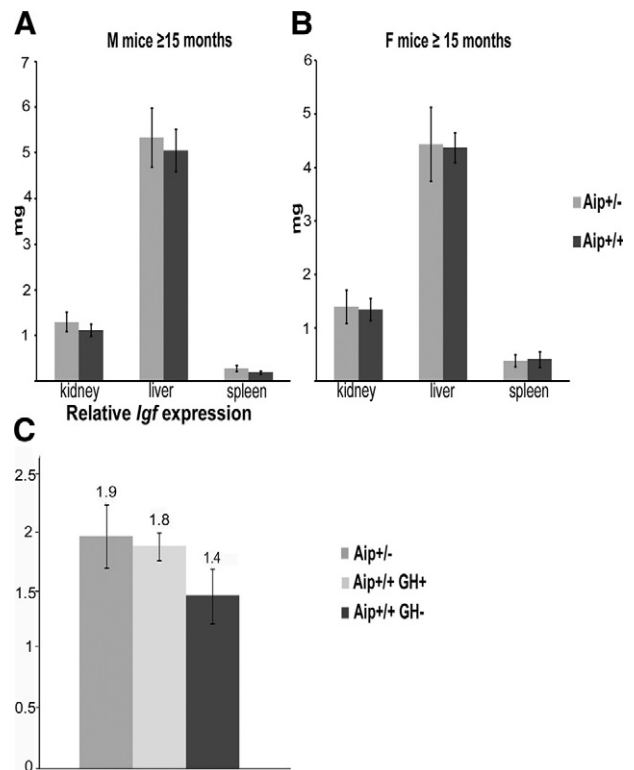 A
M mice ≥15 months
7
6
5
4
3
2
1
mg
kidney liver spleen
B
F mice ≥ 15 months
6
5
4
3
2
1
mg
kidney liver spleen
Aip+/-
Aip+/+
C
Relative Igf expression
2.5
2
1.5
1
0.5
0
1.9
1.8
1.4
Aip+/-
Aip+/+ GH+
Aip+/+ GH-